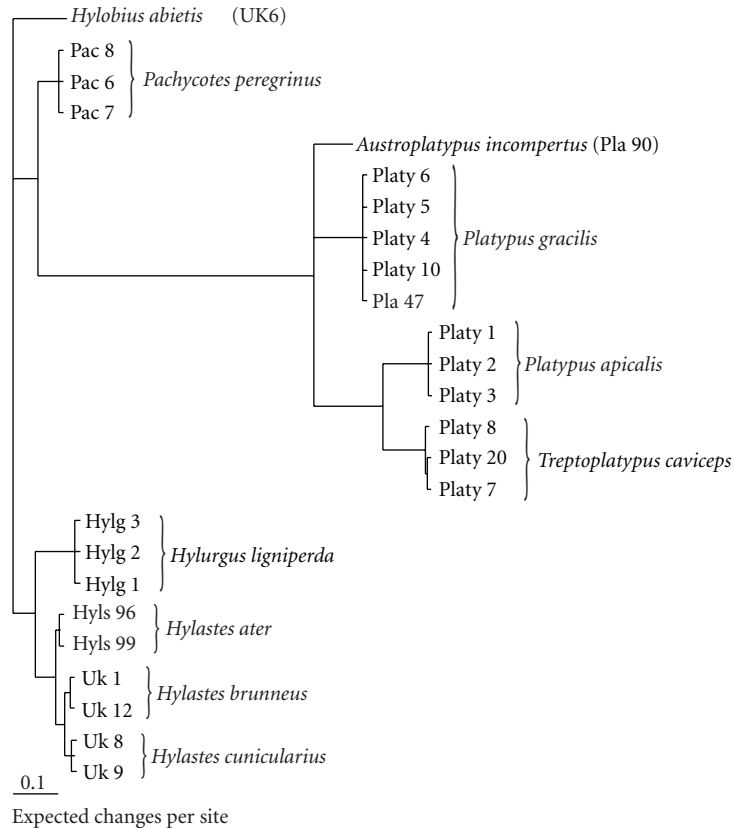 Hylobius abietis (UK6)
Pac 8
Pac 6
Pac 7
Pachycotes peregrinus
Austroplatypus incompertus (Pla 90)
Platy 6
Platy 5
Platy 4
Platy 10
Pla 47
Platypus gracilis
Platy 1
Platy 2
Platy 3
Platypus apicalis
Platy 8
Platy 20
Platy 7
Treptoplatypus caviceps
Hylg 3
Hylg 2
Hylg 1
Hylurgus ligniperda
Hyls 96
Hyls 99
Hylastes ater
Uk 1
Uk 12
Hylastes brunneus
Uk 8
Uk 9
Hylastes cunicularius
0.1
Expected changes per site